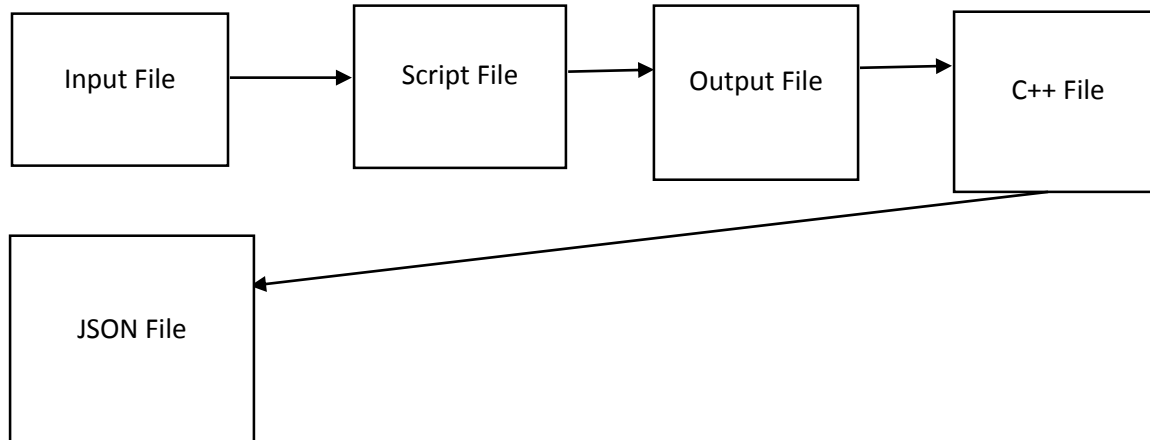 Input File
Script File
Output File
C++ File
JSON File